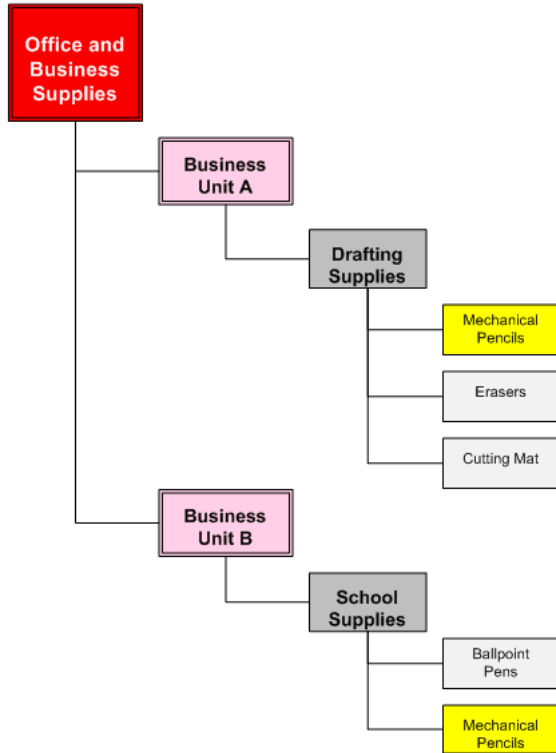 Office and
Business
Supplies
Business
Unit A
Drafting
Supplies
Mechanical
Pencils
Erasers
Cutting Mat
Business
Unit B
School
Supplies
Ballpoint
Pens
Mechanical
Pencils